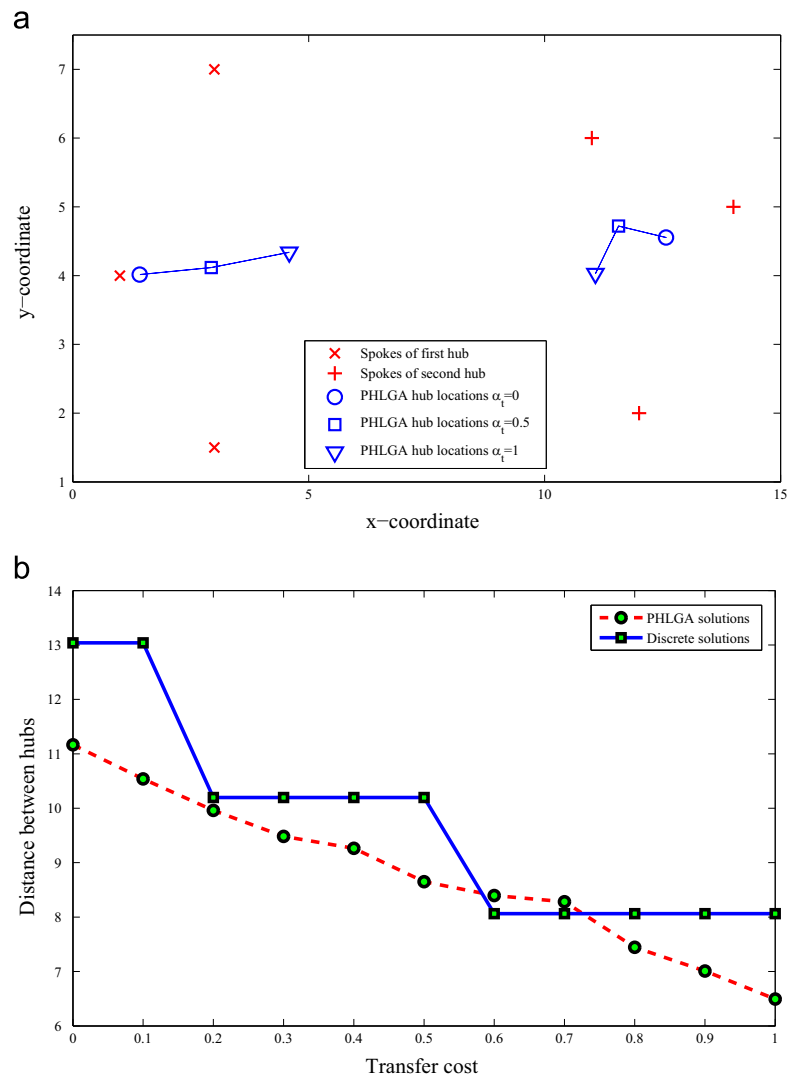 a
7
6
5
4
3
2
1
y−coordinate
Spokes of first hub
Spokes of second hub
PHLGA hub locations αt=0
PHLGA hub locations αt=0.5
PHLGA hub locations αt=1
0 5 10 15
x−coordinate
b
14
13
12
11
10
9
8
7
6
Distance between hubs
PHLGA solutions
Discrete solutions
0 0.1 0.2 0.3 0.4 0.5 0.6 0.7 0.8 0.9 1
Transfer cost